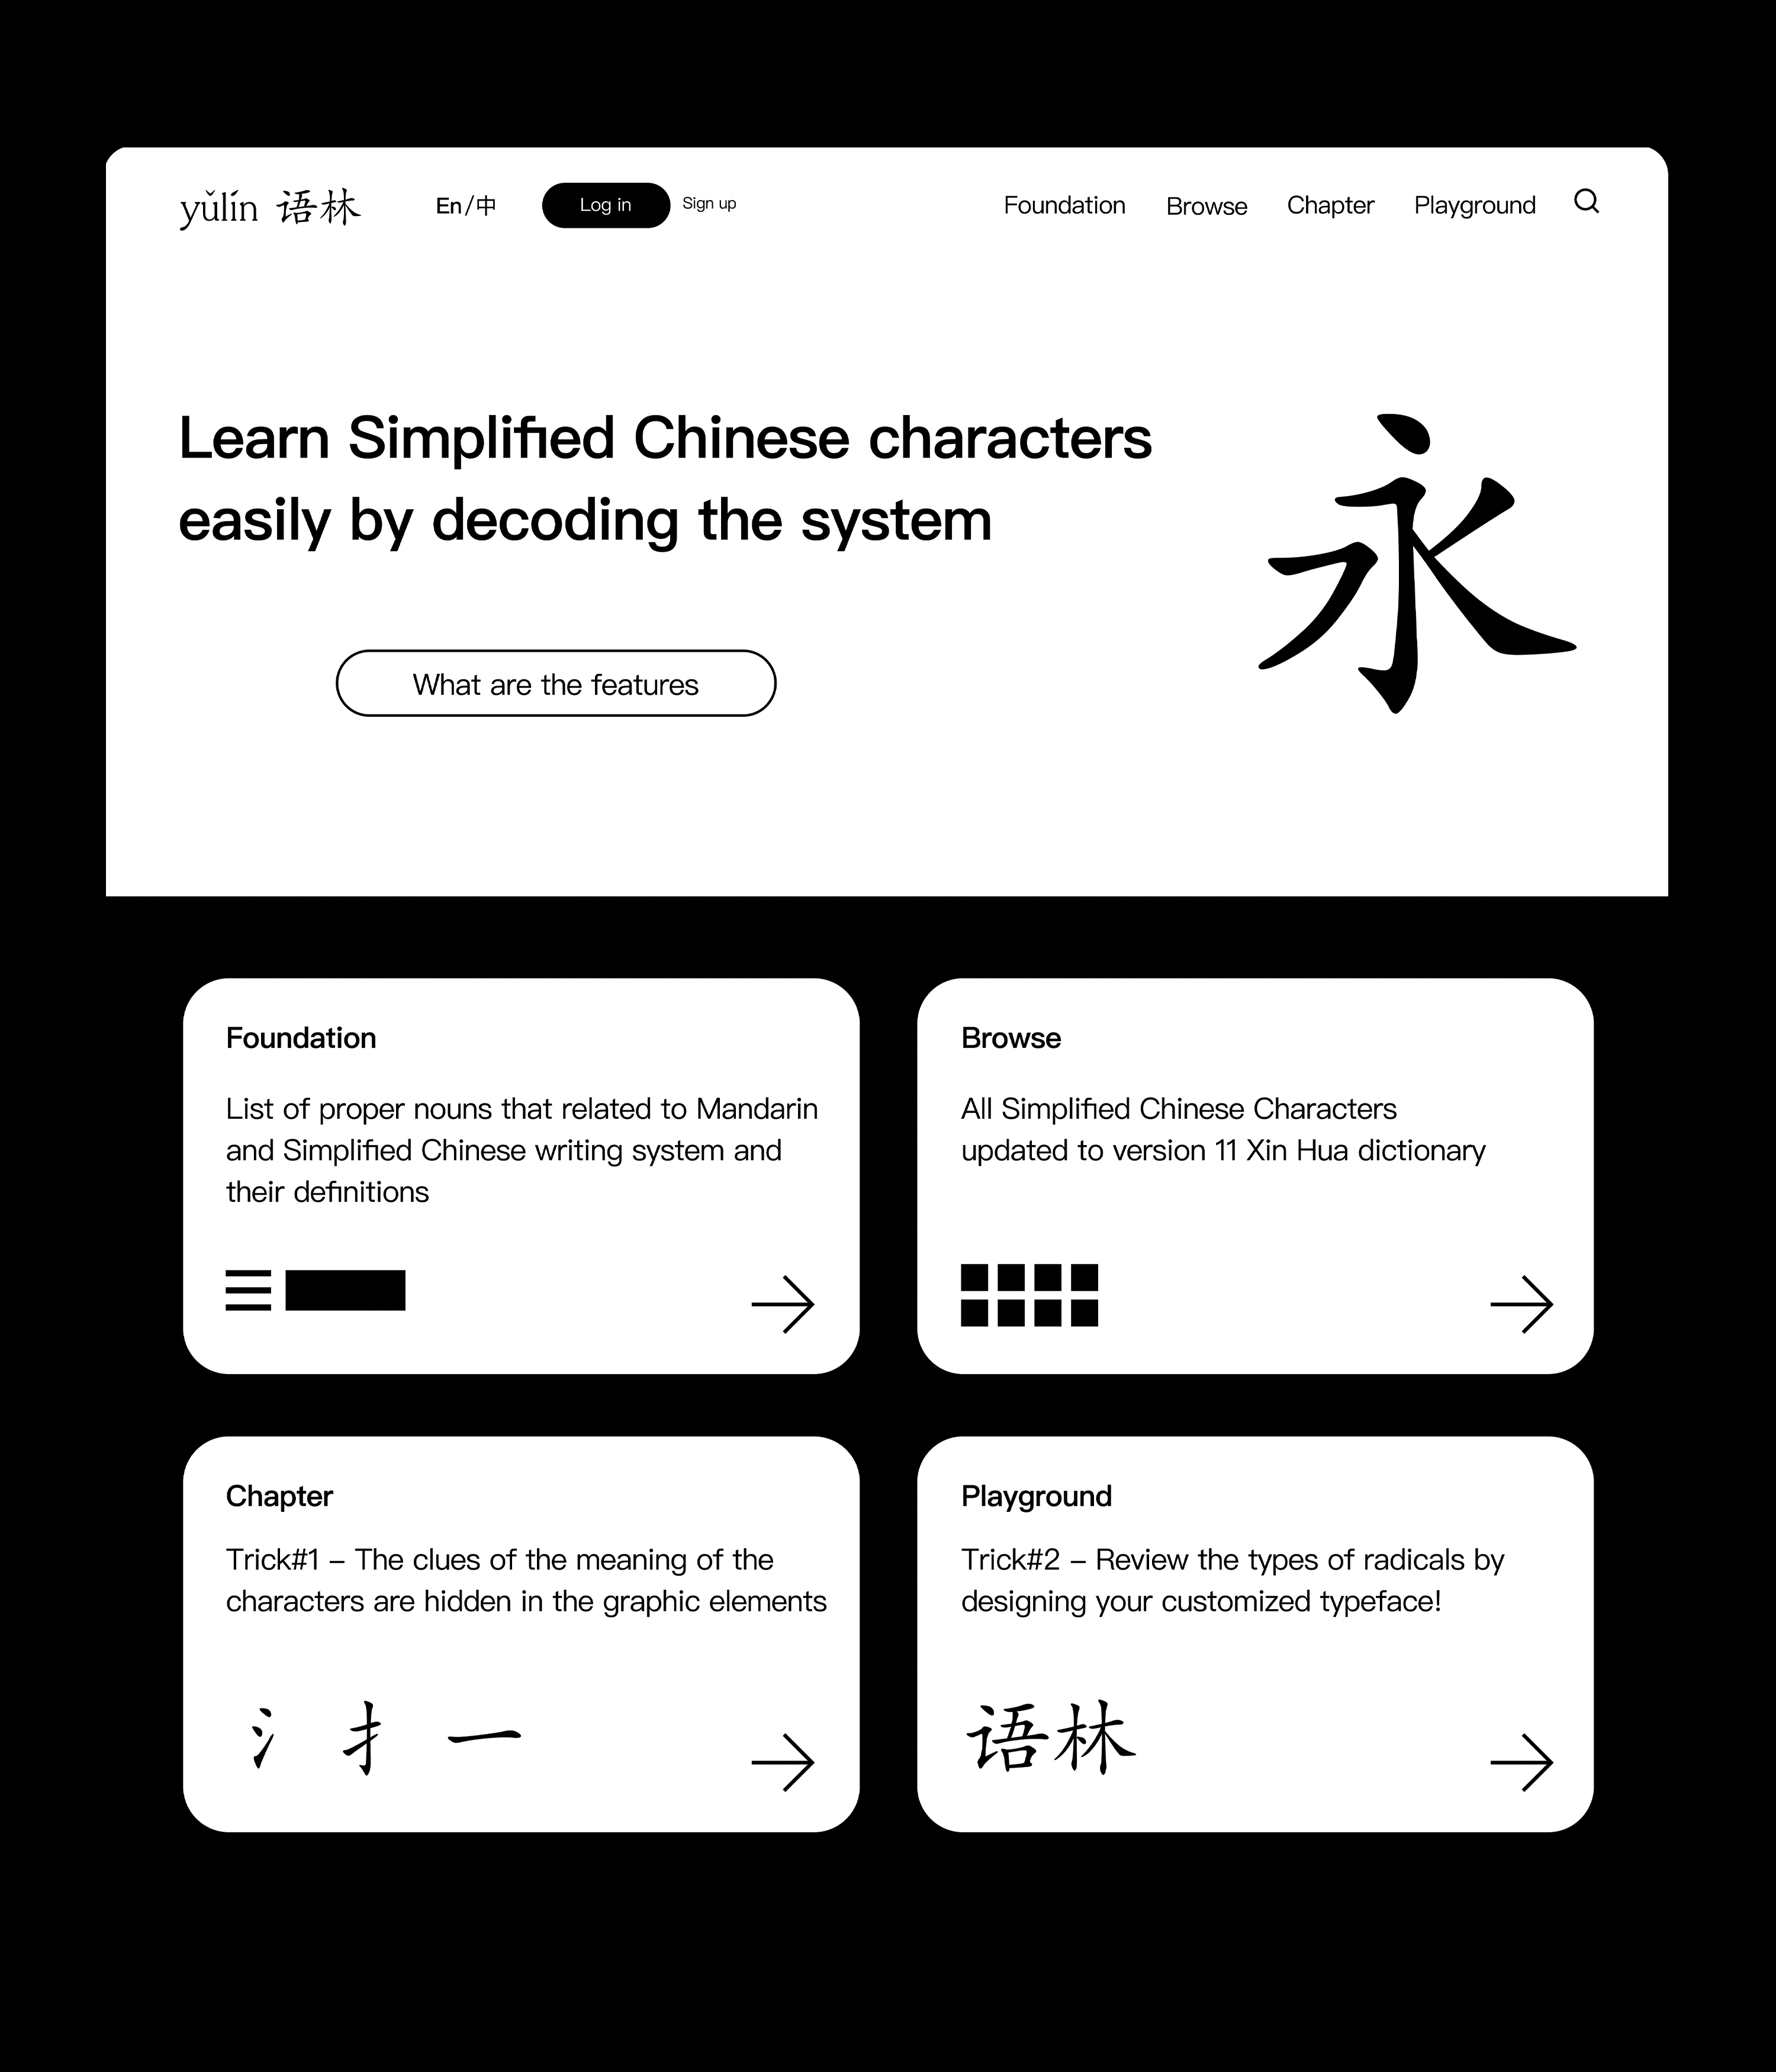 yǔlín 语林 En/中 Log in Sign up Foundation Browse Chapter Playground
Learn Simplified Chinese characters
easily by decoding the system
永
What are the features
Foundation
List of proper nouns that related to Mandarin
and Simplified Chinese writing system and
their definitions
Browse
All Simplified Chinese Characters
updated to version 11 Xin Hua dictionary
Chapter
Trick#1 – The clues of the meaning of the
characters are hidden in the graphic elements
氵 扌 一
Playground
Trick#2 – Review the types of radicals by
designing your customized typeface!
语林